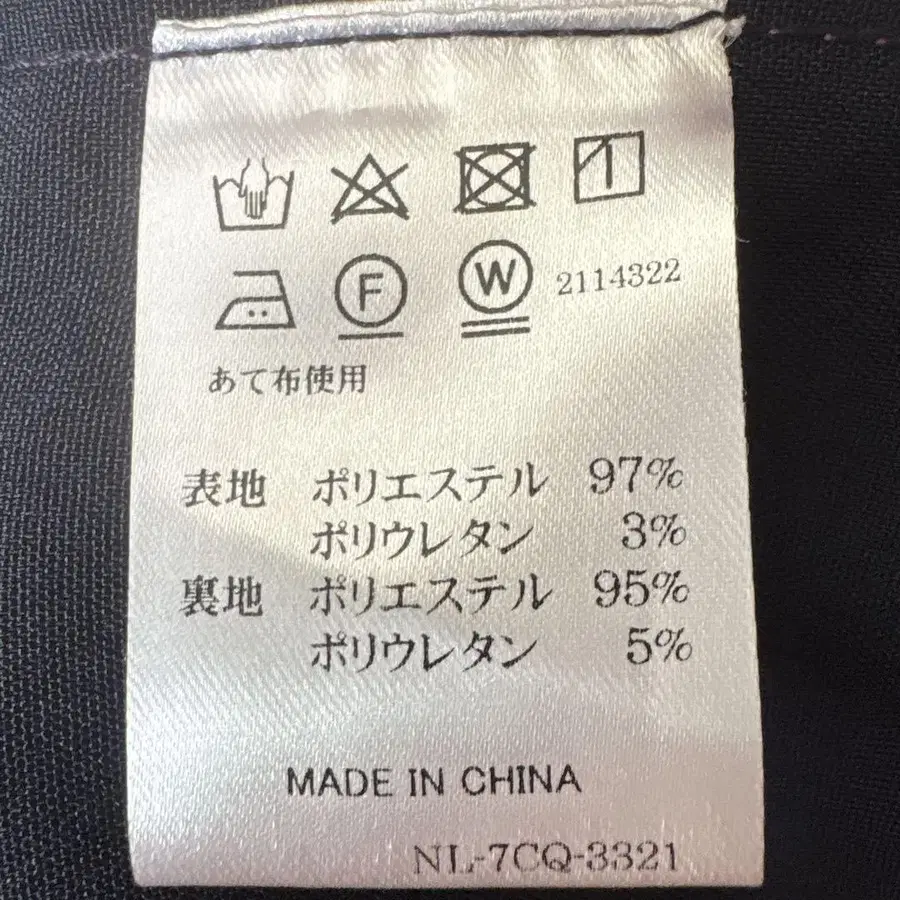 F W 2114322
あて布使用
表地 ポリエステル 97%
ポリウレタン 3%
裏地 ポリエステル 95%
ポリウレタン 5%
MADE IN CHINA
NL-7CQ-3321